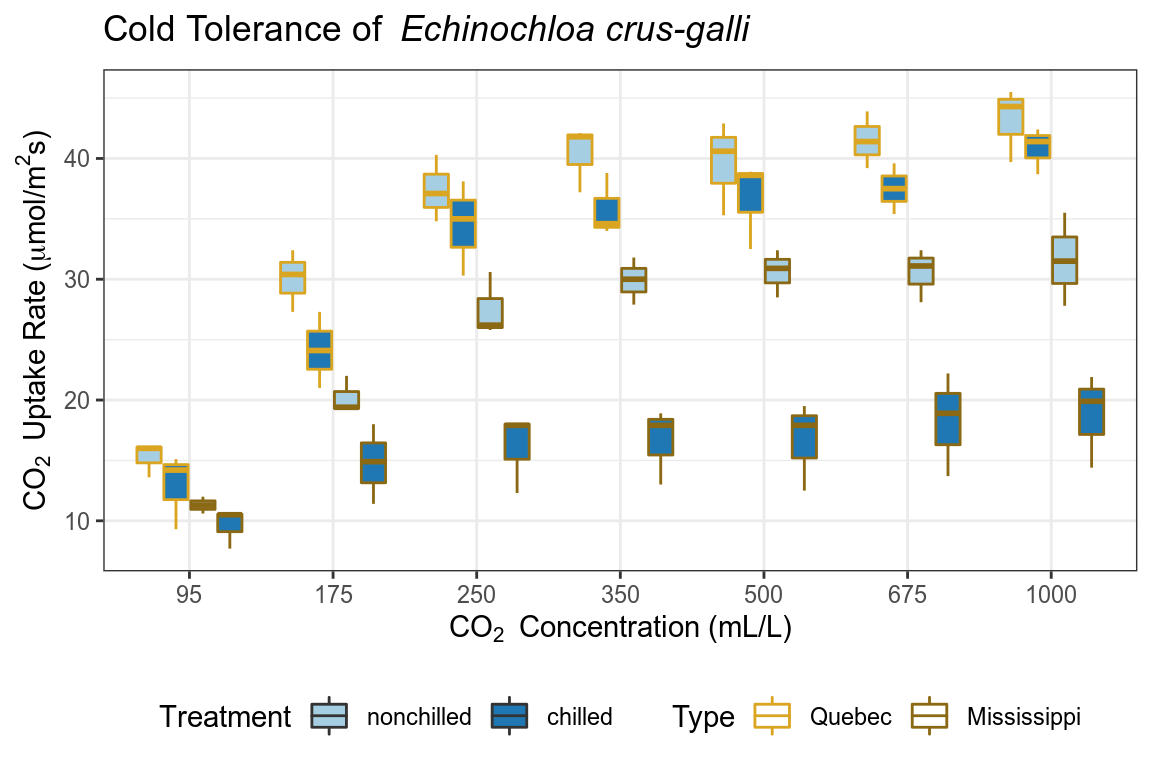 Cold Tolerance of Echinochloa crus-galli
CO₂ Uptake Rate (μmol/m²s)
40
30
20
10
95 175 250 350 500 675 1000
CO₂ Concentration (mL/L)
Treatment nonchilled chilled Type Quebec Mississippi